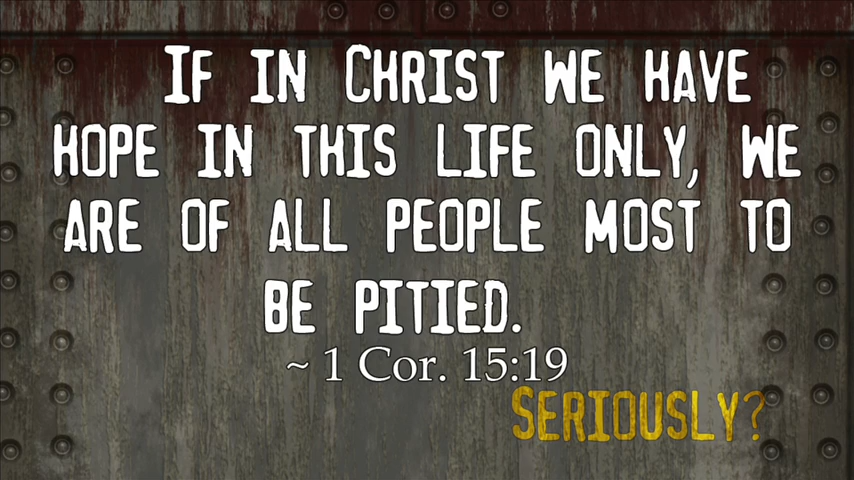 If in Christ we have
hope in this life only, we
are of all people most to
be pitied.
~ 1 Cor. 15:19
Seriously?